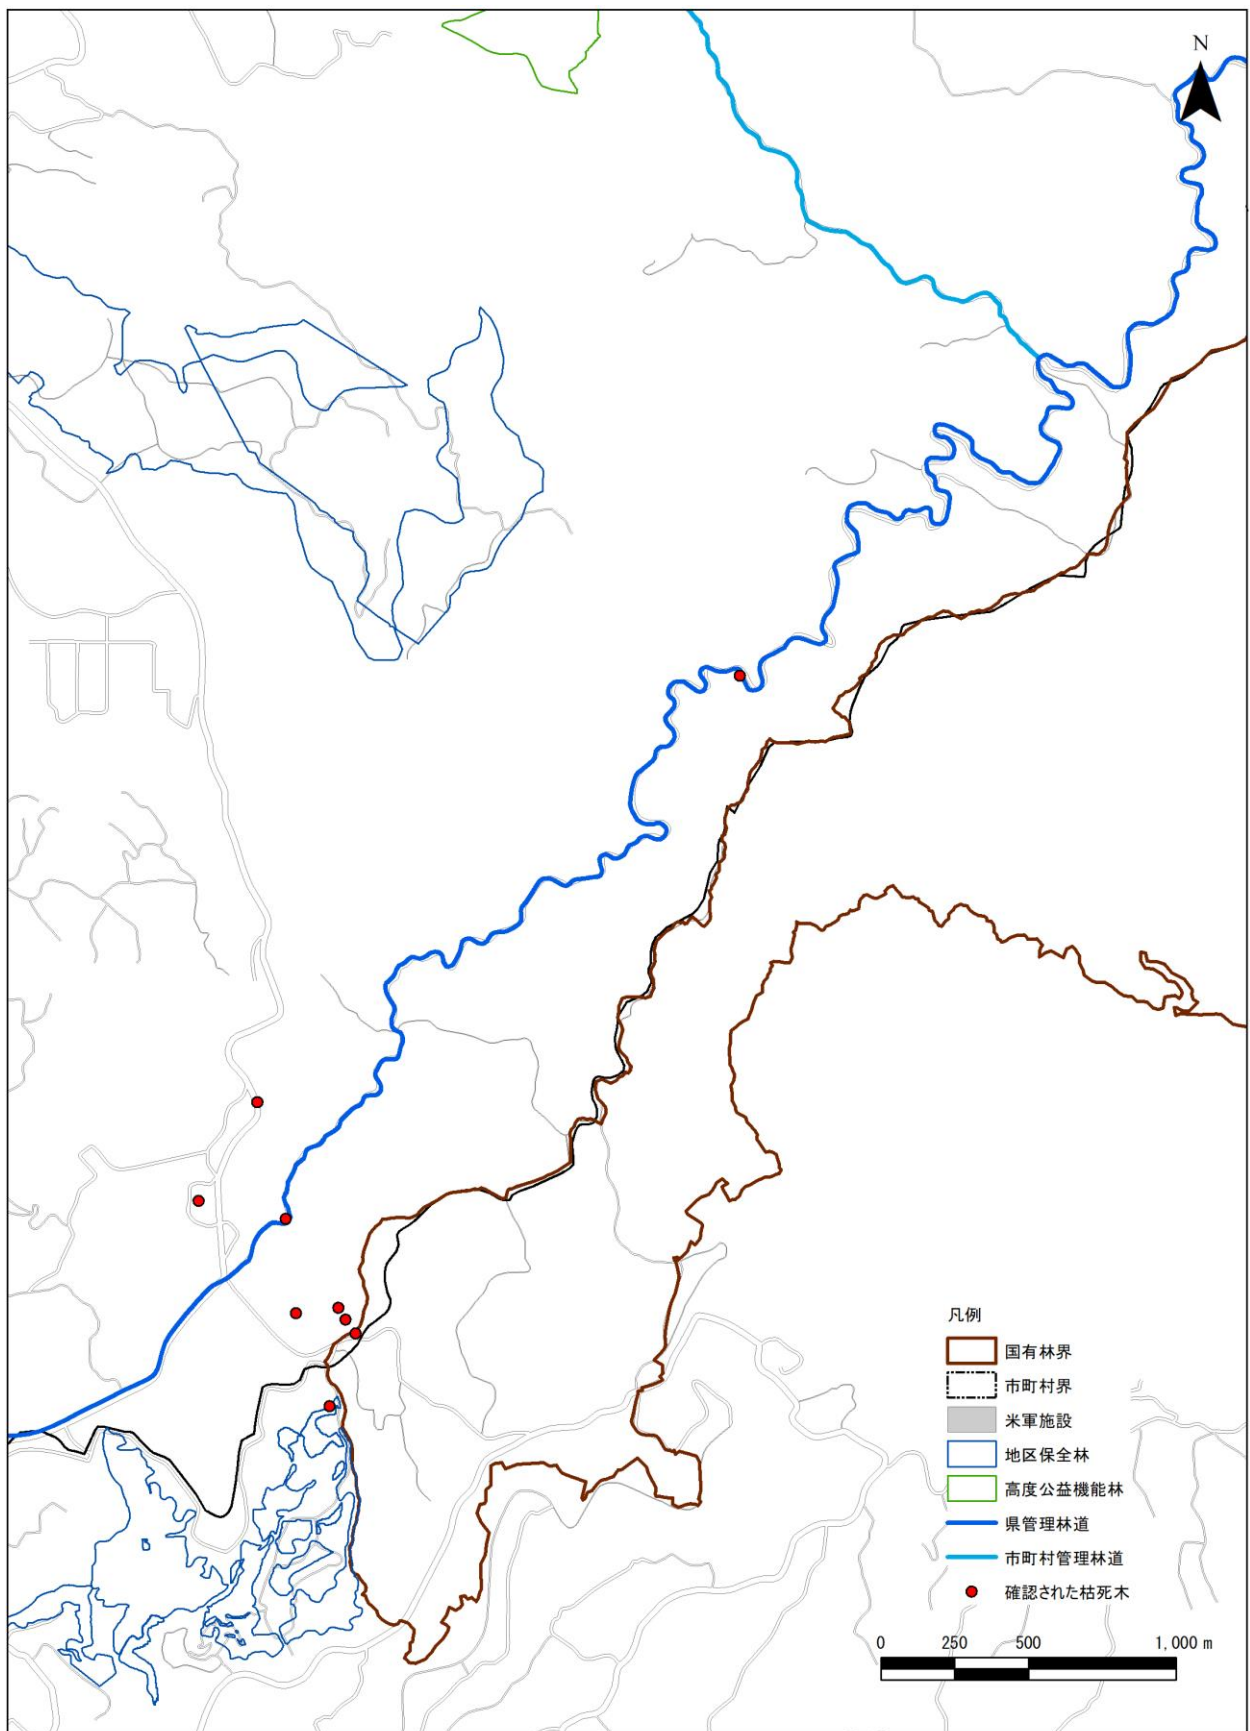 N
凡例
国有林界
市町村界
米軍施設
地区保全林
高度公益機能林
県管理林道
市町村管理林道
確認された枯死木
0 250 500 1,000 m